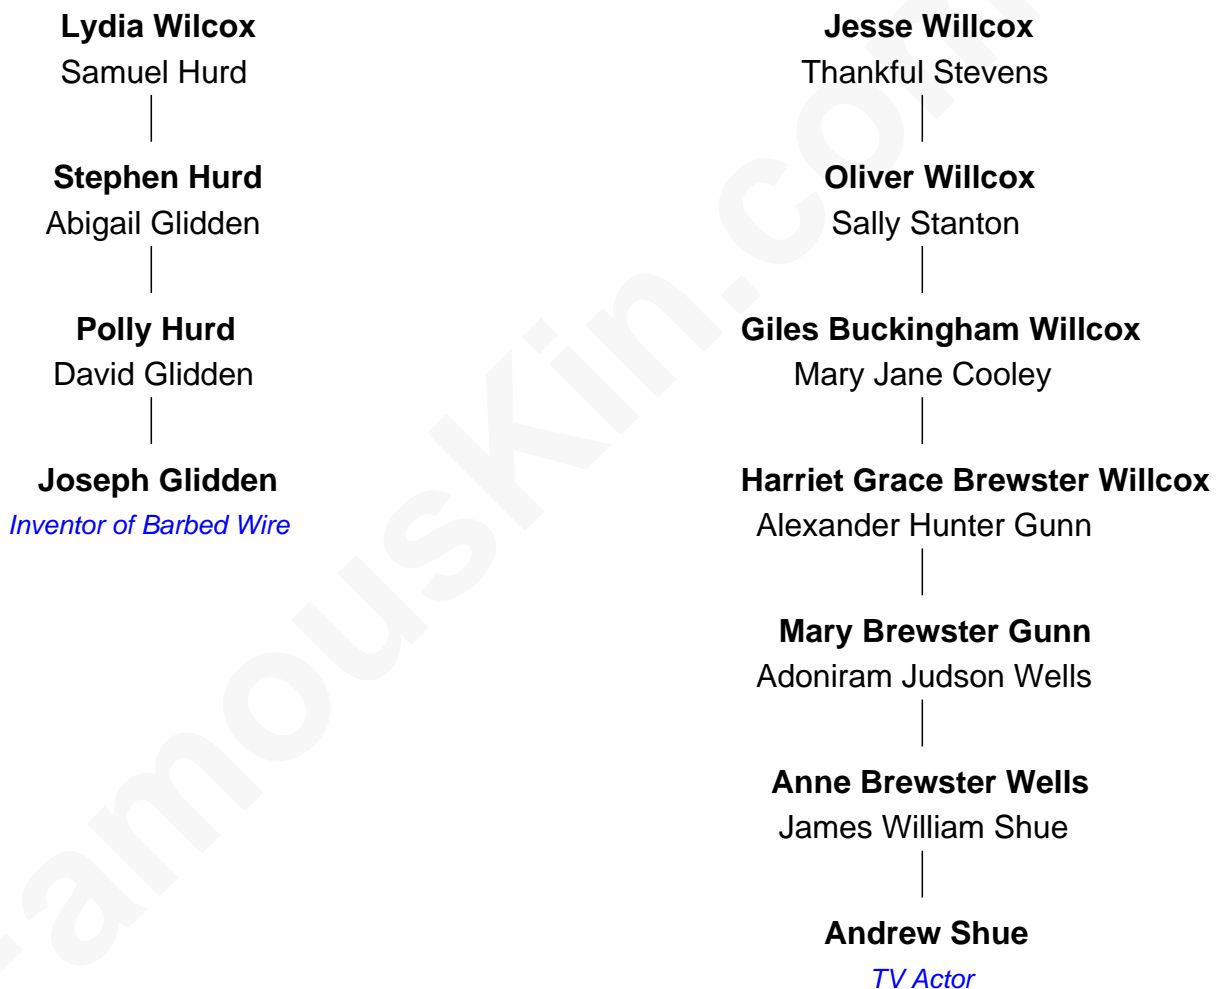 Lydia Wilcox
Samuel Hurd
Stephen Hurd
Abigail Glidden
Polly Hurd
David Glidden
Joseph Glidden
Inventor of Barbed Wire
Jesse Willcox
Thankful Stevens
Oliver Willcox
Sally Stanton
Giles Buckingham Willcox
Mary Jane Cooley
Harriet Grace Brewster Willcox
Alexander Hunter Gunn
Mary Brewster Gunn
Adoniram Judson Wells
Anne Brewster Wells
James William Shue
Andrew Shue
TV Actor
amouskin.com